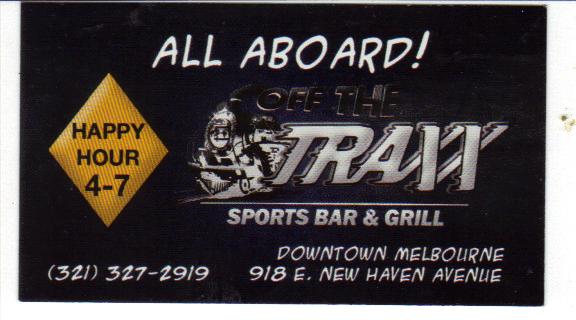 ALL ABOARD!
OFF THE
TRAXX
HAPPY
HOUR
4-7
SPORTS BAR & GRILL
DOWNTOWN MELBOURNE
(321) 327-2919
918 E. NEW HAVEN AVENUE